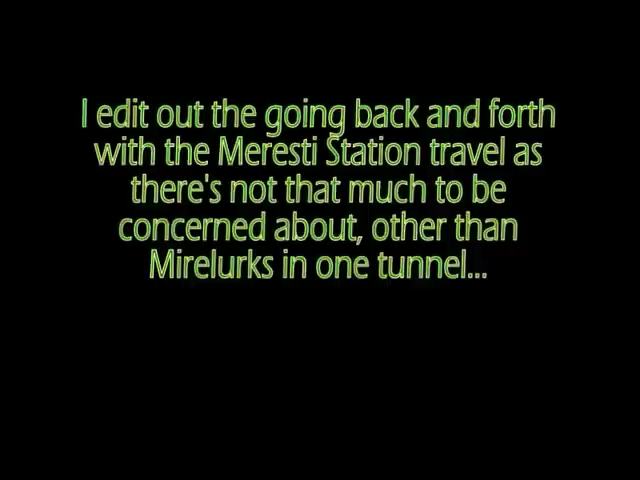 I edit out the going back and forth
with the Meresti Station travel as
there's not that much to be
concerned about, other than
Mirelurks in one tunnel...